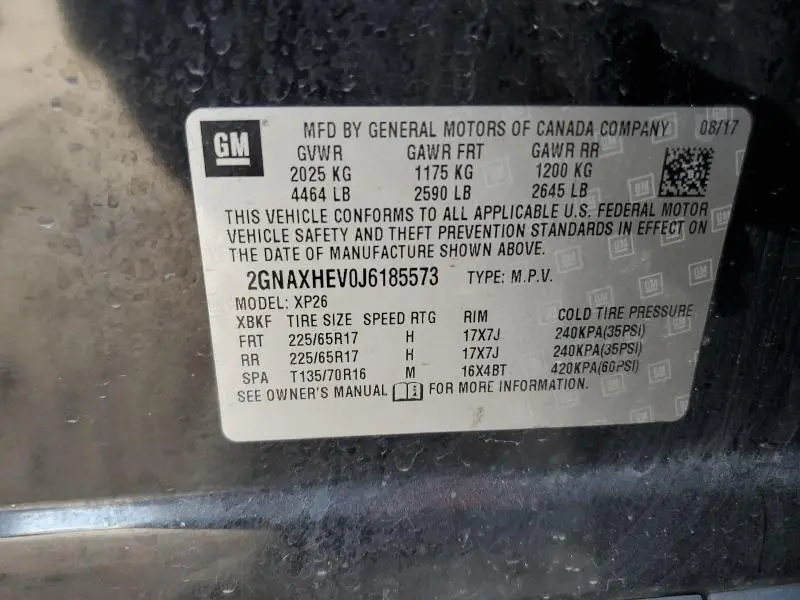 GM
MFD BY GENERAL MOTORS OF CANADA COMPANY 08/17
GVWR GAWR FRT GAWR RR
2025 KG 1175 KG 1200 KG
4464 LB 2590 LB 2645 LB
THIS VEHICLE CONFORMS TO ALL APPLICABLE U.S. FEDERAL MOTOR
VEHICLE SAFETY AND THEFT PREVENTION STANDARDS IN EFFECT ON
THE DATE OF MANUFACTURE SHOWN ABOVE.
2GNAXHEV0J6185573 TYPE: M.P.V.
MODEL: XP26
XBKF TIRE SIZE SPEED RTG RIM COLD TIRE PRESSURE
FRT 225/65R17 H 17X7J 240KPA(35PSI)
RR 225/65R17 H 17X7J 240KPA(35PSI)
SPA T135/70R16 M 16X4BT 420KPA(60PSI)
SEE OWNER'S MANUAL FOR MORE INFORMATION.